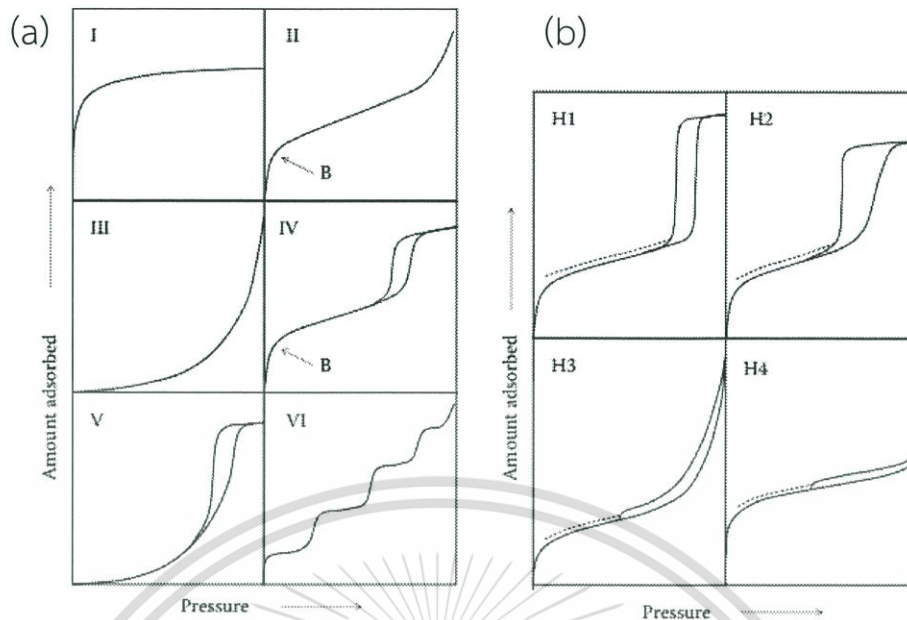 (a)
I
II
B
III
IV
B
V
VI
Amount adsorbed
Pressure
(b)
H1
H2
H3
H4
Amount adsorbed
Pressure